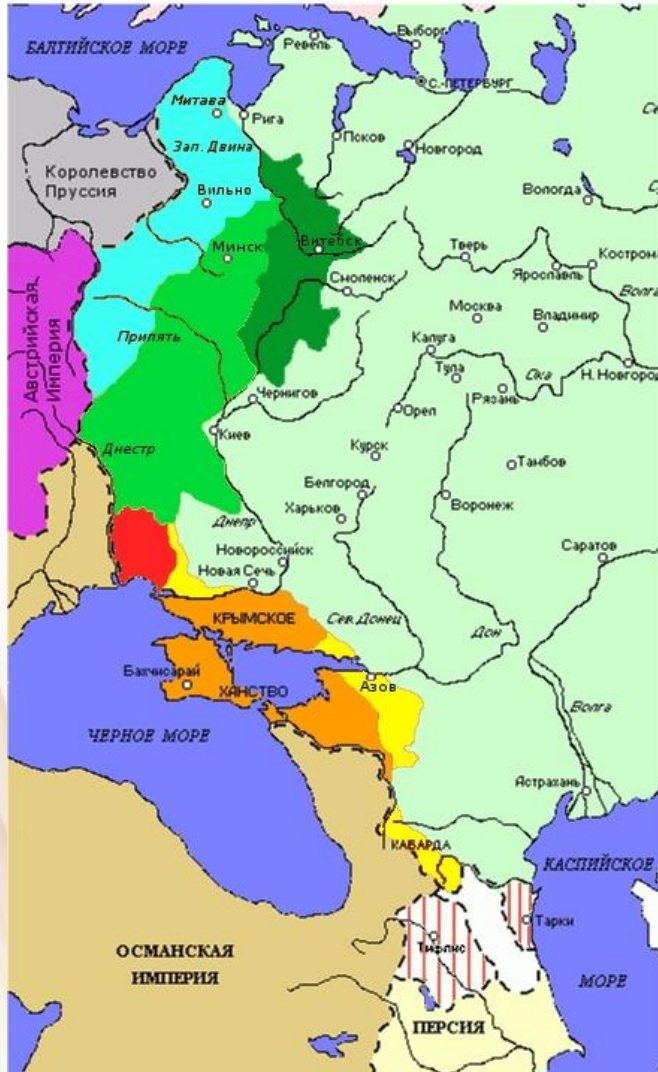 Выборг
Ревель
БАЛТИЙСКОЕ МОРЕ
С.-ПЕТЕРБУРГ
Митава
Рига
Псков
Новгород
Зап. Двина
Королевство
Пруссия
Вильно
Вологда
Минск
Витебск
Тверь
Ярославль
Кострома
Смоленск
Волга
Москва
Владимир
Австрийская
Империя
Припять
Калуга
Тула
Рязань
Ока
Н. Новгород
Чернигов
Орел
Киев
Днестр
Курск
Тамбов
Белгород
Воронеж
Харьков
Днепр
Новороссийск
Новая Сечь
Саратов
КРЫМСКОЕ
Сев. Донец
Дон
Бахчисарай
ХАНСТВО
Азов
Волга
ЧЕРНОЕ МОРЕ
Астрахань
КАБАРДА
КАСПИЙСКОЕ
Тарки
Тифлис
ОСМАНСКАЯ
ИМПЕРИЯ
МОРЕ
ПЕРСИЯ